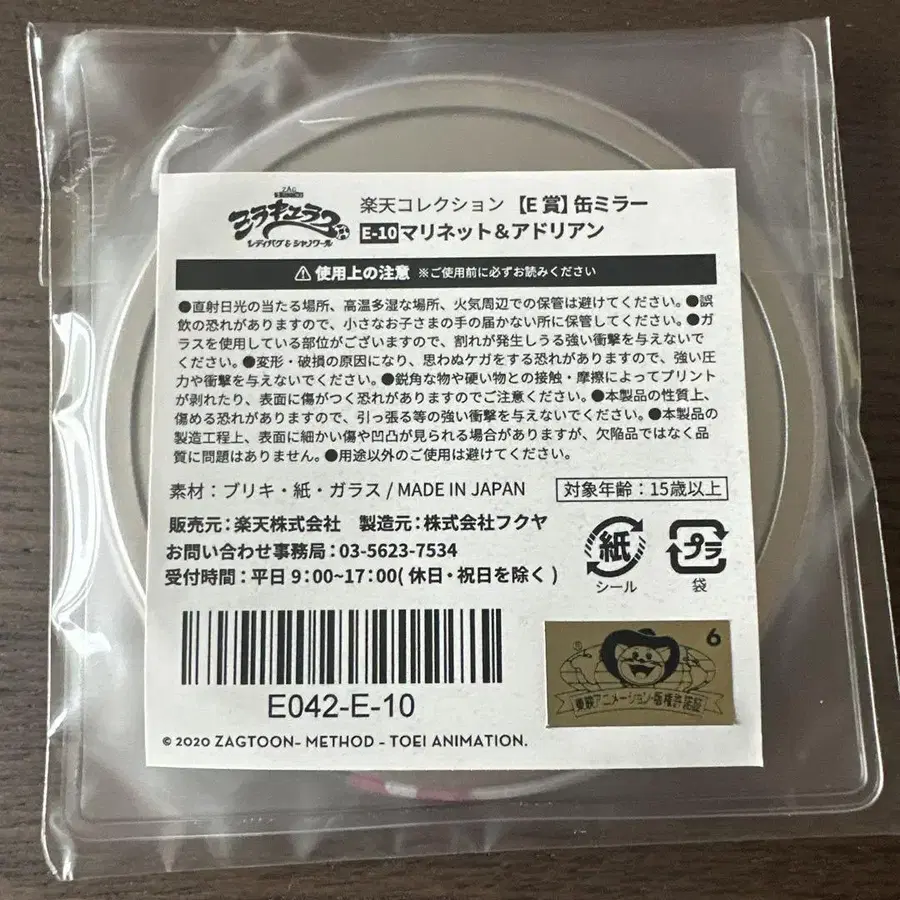 ZAG
ミラキュラス
レディバグ&シャノワール
楽天コレクション 【E 賞】缶ミラー
E-10 マリネット&アドリアン
⚠使用上の注意 ※ご使用前に必ずお読みください
●直射日光の当たる場所、高温多湿な場所、火気周辺での保管は避けてください。●誤
飲の恐れがありますので、小さなお子さまの手の届かない所に保管してください。●ガ
ラスを使用している部位がございますので、割れが発生しうる強い衝撃を与えないで
ください。●変形・破損の原因になり、思わぬケガをする恐れがありますので、強い圧
力や衝撃を与えないでください。●鋭角な物や硬い物との接触・摩擦によってプリント
が剥れたり、表面に傷がつく恐れがありますのでご注意ください。●本製品の性質上、
傷める恐れがありますので、引っ張る等の強い衝撃を与えないでください。●本製品の
製造工程上、表面に細かい傷や凹凸が見られる場合がありますが、欠陥品ではなく品
質に問題はありません。●用途以外のご使用は避けてください。
素材:ブリキ・紙・ガラス / MADE IN JAPAN
対象年齢:15歳以上
販売元:楽天株式会社 製造元:株式会社フクヤ
お問い合わせ事務局:03-5623-7534
受付時間:平日 9:00~17:00( 休日・祝日を除く )
紙
シール
プラ
袋
E042-E-10
6
東映アニメーション・版権許諾証
© 2020 ZAGTOON- METHOD - TOEI ANIMATION.